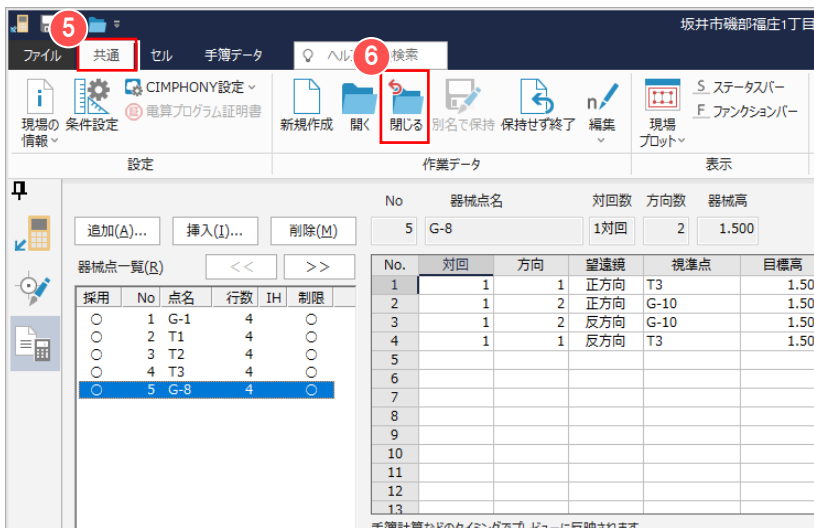 5
坂井市磯部福庄1丁目
ファイル 共通 セル 手簿データ 6 検索
現場の情報 条件設定 CIMPHONY設定 電算プログラム証明書 新規作成 開く 閉じる 別名で保持 保持せず終了 編集 現場プロット S ステータスバー F ファンクションバー
設定 作業データ 表示
No 器械点名 対回数 方向数 器械高
追加(A)... 挿入(I)... 削除(M) 5 G-8 1対回 2 1.500
器械点一覧(R) << >>
No. 対回 方向 望遠鏡 視準点 目標高
採用 No 点名 行数 IH 制限
○ 1 G-1 4 ○
○ 2 T1 4 ○
○ 3 T2 4 ○
○ 4 T3 4 ○
○ 5 G-8 4 ○
1 1 1 正方向 T3 1.50
2 1 2 正方向 G-10 1.50
3 1 2 反方向 G-10 1.50
4 1 1 反方向 T3 1.50
5
6
7
8
9
10
11
12
13